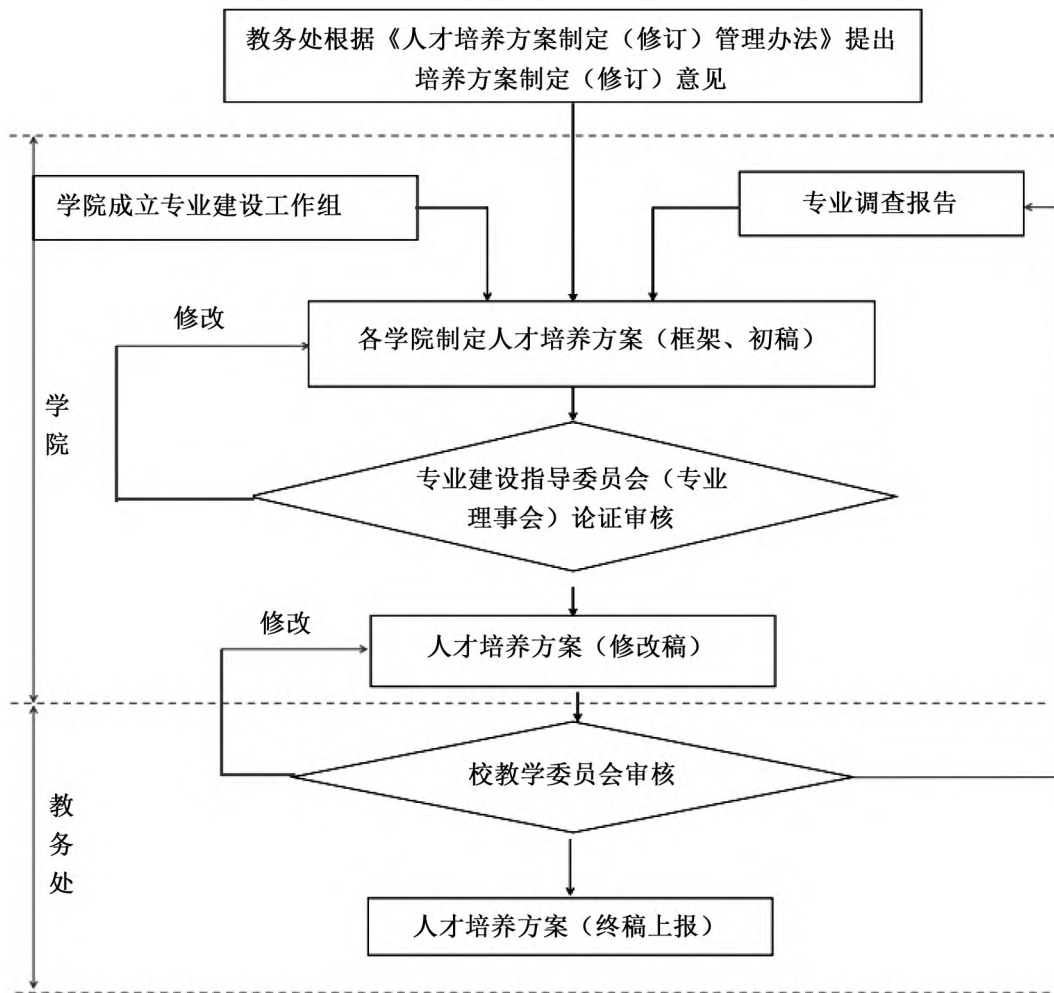 教务处根据《人才培养方案制定（修订）管理办法》提出
培养方案制定（修订）意见
学院成立专业建设工作组
专业调查报告
修改
各学院制定人才培养方案（框架、初稿）
学
院
专业建设指导委员会（专业
理事会）论证审核
修改
人才培养方案（修改稿）
校教学委员会审核
教
务
处
人才培养方案（终稿上报）